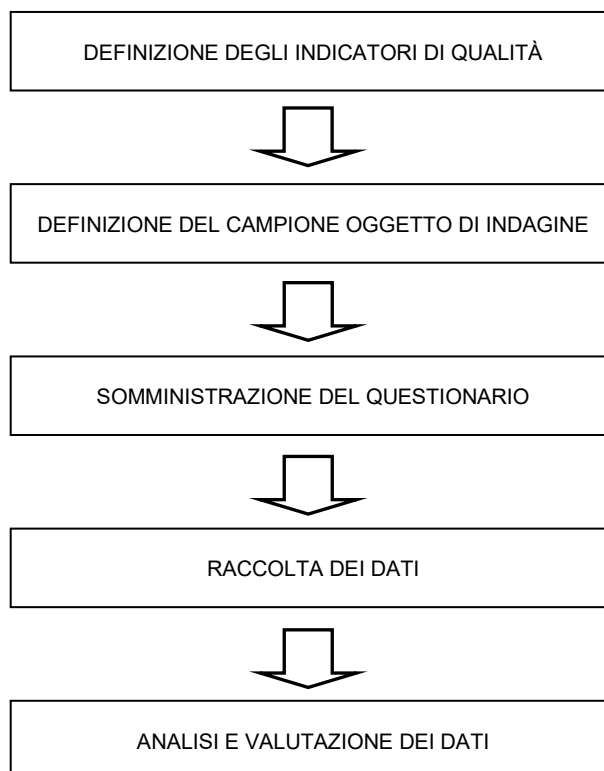 DEFINIZIONE DEGLI INDICATORI DI QUALITÀ
DEFINIZIONE DEL CAMPIONE OGGETTO DI INDAGINE
SOMMINISTRAZIONE DEL QUESTIONARIO
RACCOLTA DEI DATI
ANALISI E VALUTAZIONE DEI DATI